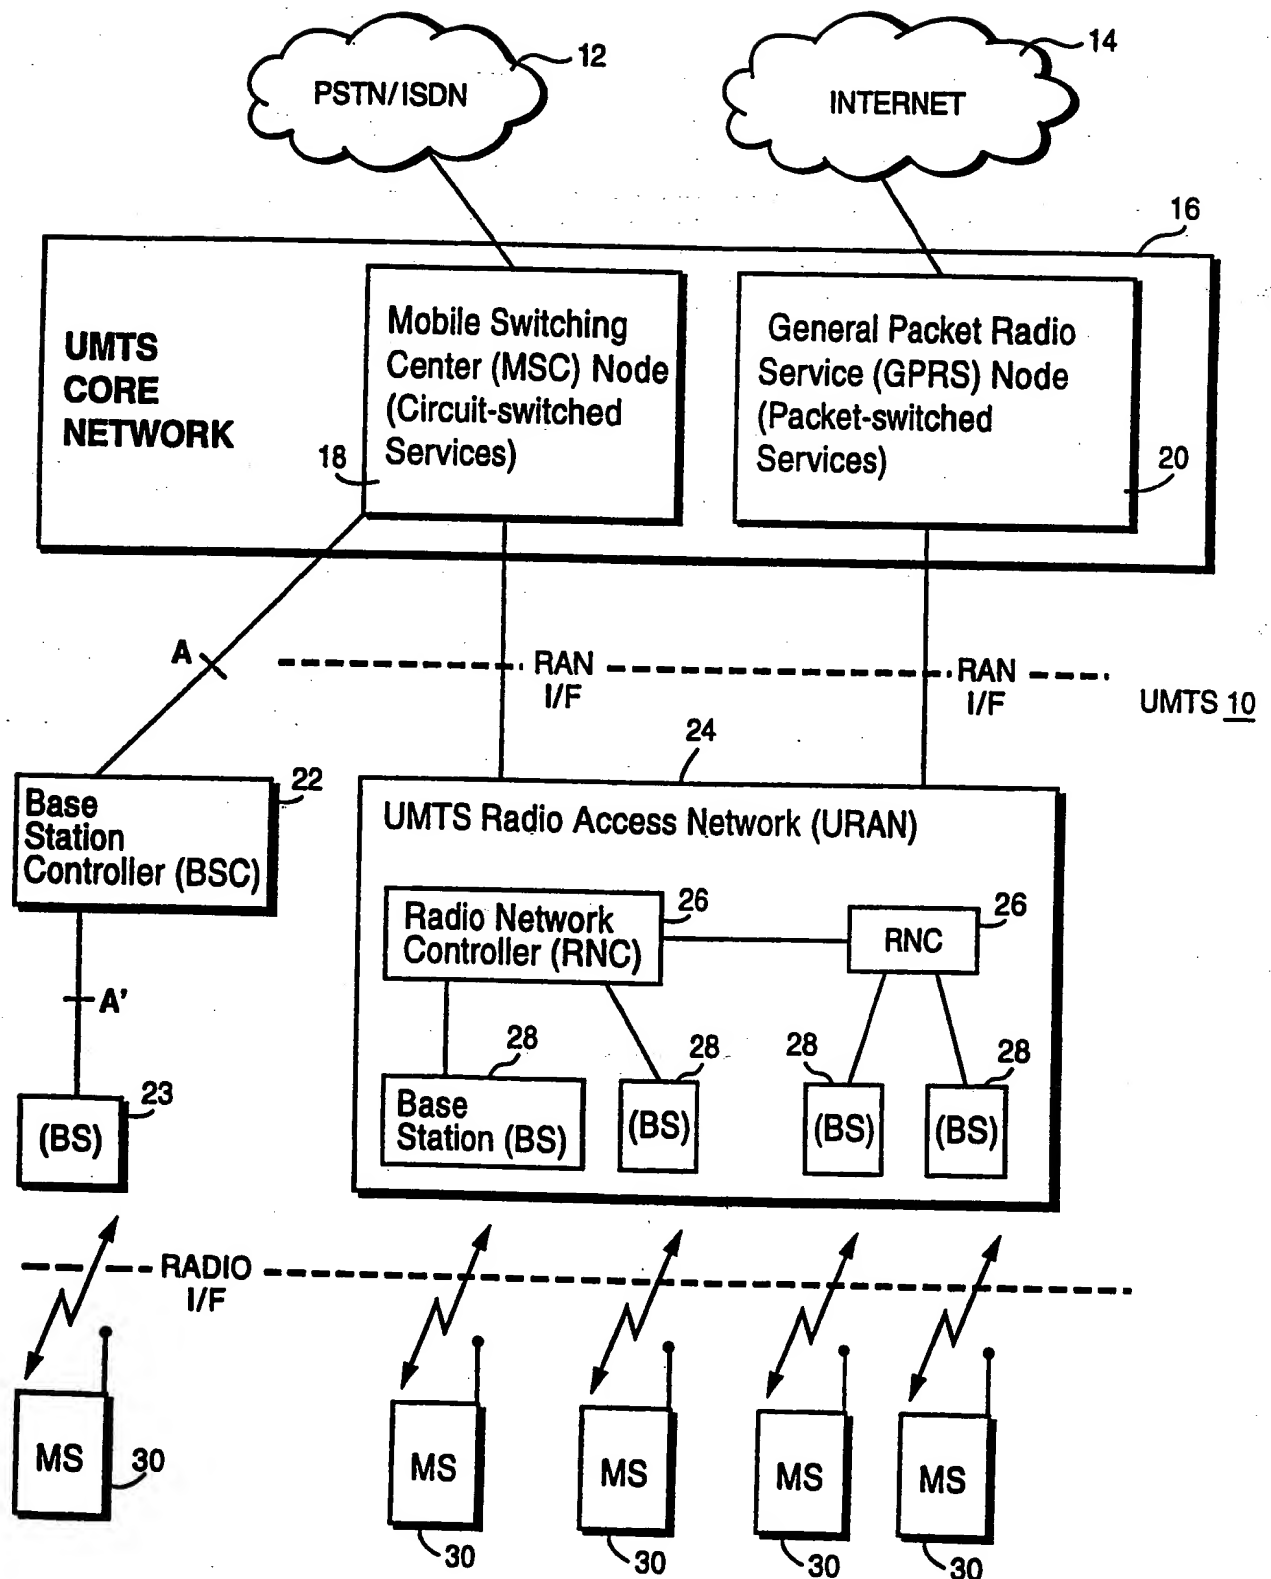 12
PSTN/ISDN
14
INTERNET
16
UMTS
CORE
NETWORK
Mobile Switching
Center (MSC) Node
(Circuit-switched
Services)
18
General Packet Radio
Service (GPRS) Node
(Packet-switched
Services)
20
A
RAN
I/F
RAN
I/F
UMTS 10
22
Base
Station
Controller (BSC)
24
UMTS Radio Access Network (URAN)
Radio Network
Controller (RNC)
26
RNC
26
A'
28
28
28
28
23
(BS)
Base
Station (BS)
(BS)
(BS)
(BS)
RADIO
I/F
MS
30
MS
30
MS
30
MS
30
MS
30